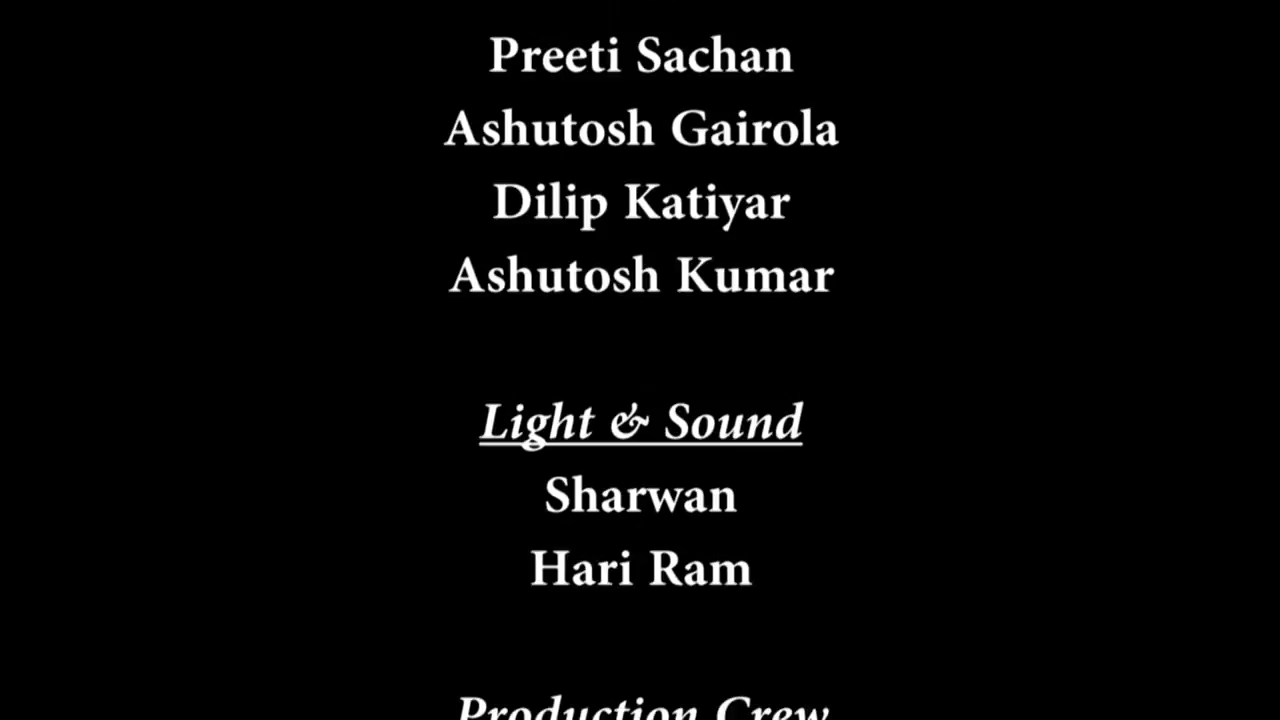 Preeti Sachan
Ashutosh Gairola
Dilip Katiyar
Ashutosh Kumar
Light & Sound
Sharwan
Hari Ram
Production Crew